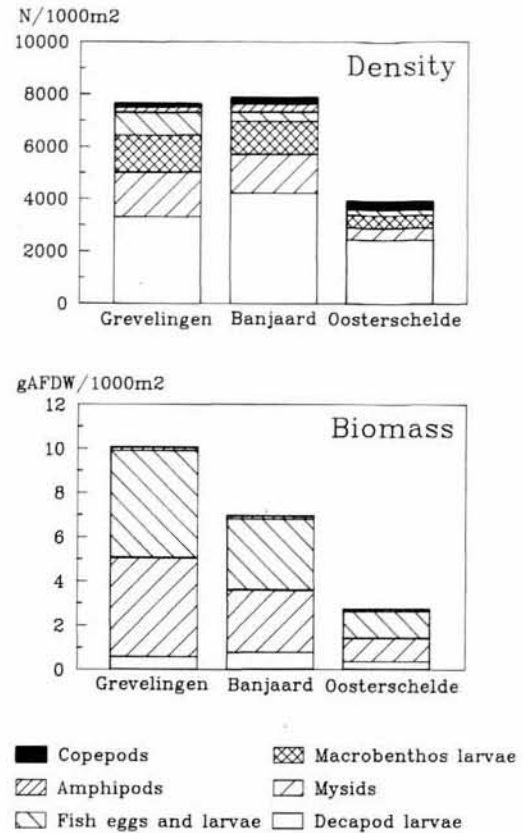 N/1000m2
10000
Density
8000
6000
4000
2000
0
Grevelingen Banjaard Oosterschelde
gAFDW/1000m2
12
Biomass
10
8
6
4
2
0
Grevelingen Banjaard Oosterschelde
Copepods Macrobenthos larvae
Amphipods Mysids
Fish eggs and larvae Decapod larvae